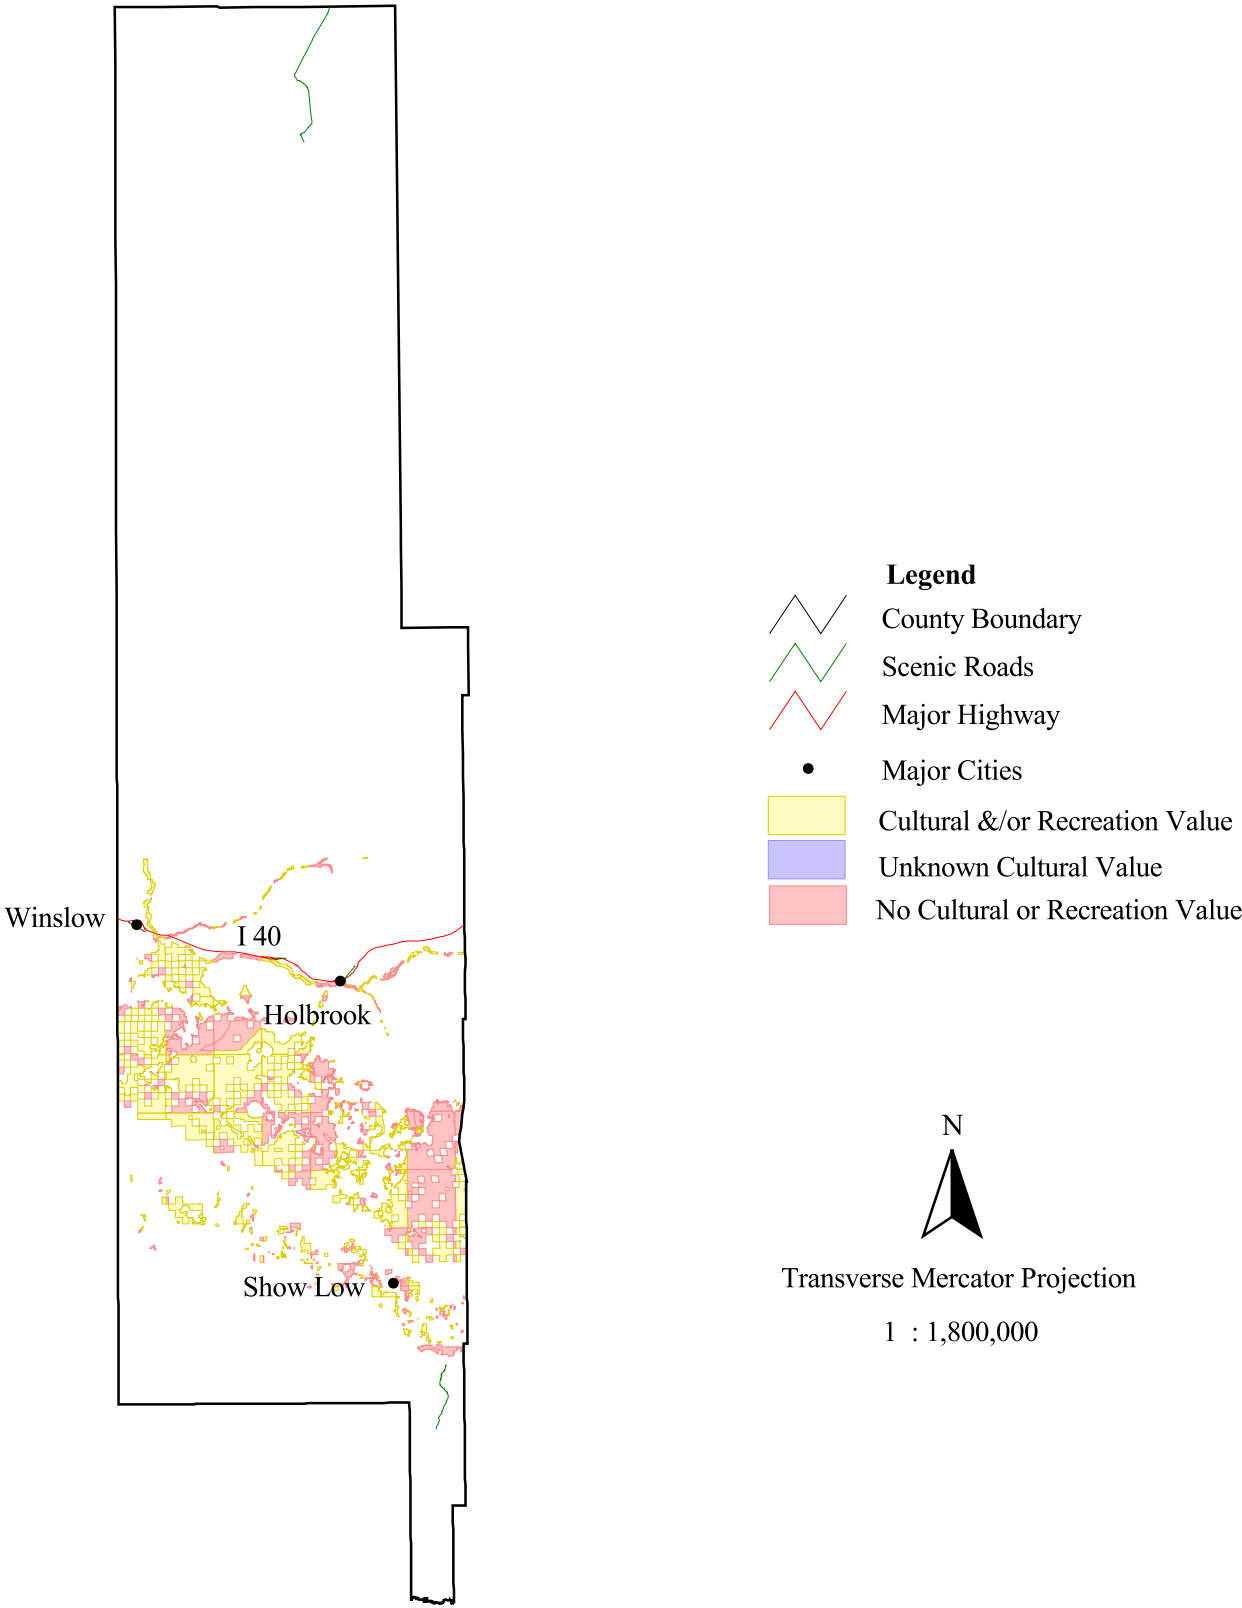 Legend
County Boundary
Scenic Roads
Major Highway
Major Cities
Cultural &/or Recreation Value
Unknown Cultural Value
No Cultural or Recreation Value
Winslow
I 40
Holbrook
Show Low
N
Transverse Mercator Projection
1 : 1,800,000